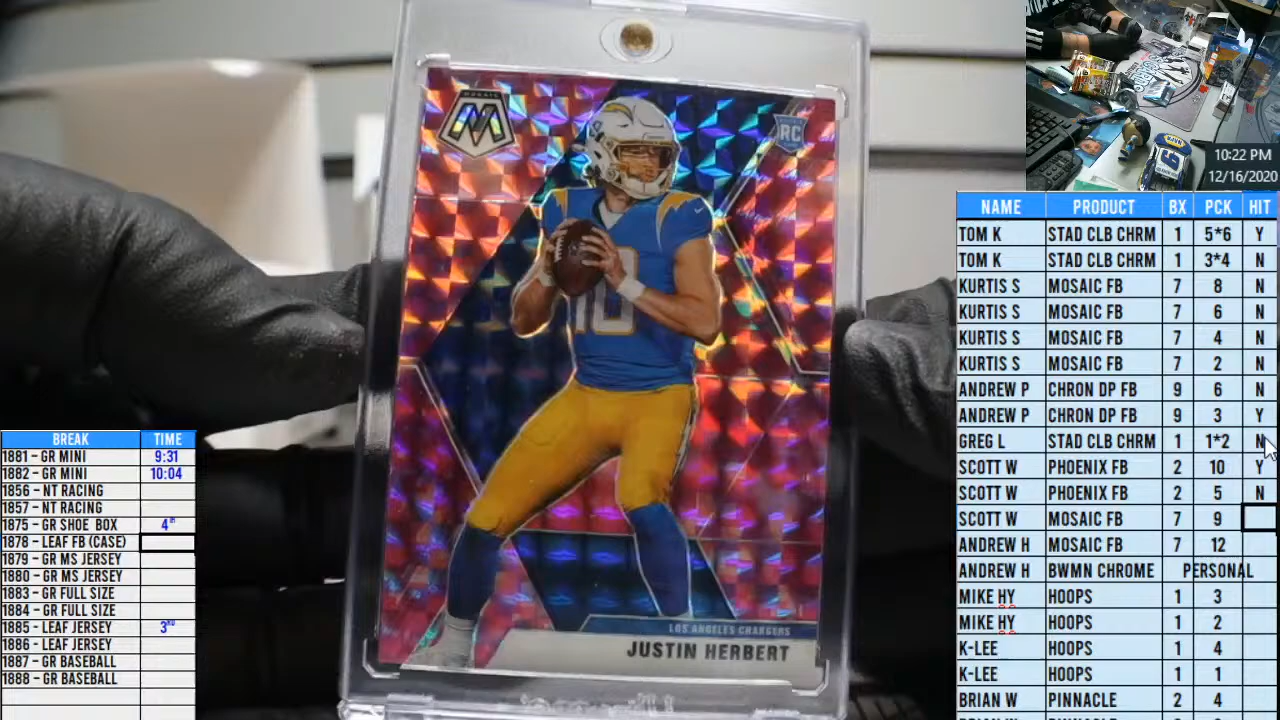 MOSAIC
RC
10
LOS ANGELES CHARGERS
JUSTIN HERBERT
10:22 PM
12/16/2020
NAME PRODUCT BX PCK HIT
TOM K STAD CLB CHRM 1 5*6 Y
TOM K STAD CLB CHRM 1 3*4 N
KURTIS S MOSAIC FB 7 8 N
KURTIS S MOSAIC FB 7 6 N
KURTIS S MOSAIC FB 7 4 N
KURTIS S MOSAIC FB 7 2 N
ANDREW P CHRON DP FB 9 6 N
ANDREW P CHRON DP FB 9 3 Y
GREG L STAD CLB CHRM 1 1*2 N
SCOTT W PHOENIX FB 2 10 Y
SCOTT W PHOENIX FB 2 5 N
SCOTT W MOSAIC FB 7 9
ANDREW H MOSAIC FB 7 12
ANDREW H BWMN CHROME PERSONAL
MIKE HY HOOPS 1 3
MIKE HY HOOPS 1 2
K-LEE HOOPS 1 4
K-LEE HOOPS 1 1
BRIAN W PINNACLE 2 4
BREAK TIME
1881 – GR MINI 9:31
1882 – GR MINI 10:04
1856 – NT RACING
1857 – NT RACING
1875 – GR SHOE BOX 4TH
1878 – LEAF FB (CASE)
1879 – GR MS JERSEY
1880 – GR MS JERSEY
1883 – GR FULL SIZE
1884 – GR FULL SIZE
1885 – LEAF JERSEY 3RD
1886 – LEAF JERSEY
1887 – GR BASEBALL
1888 – GR BASEBALL